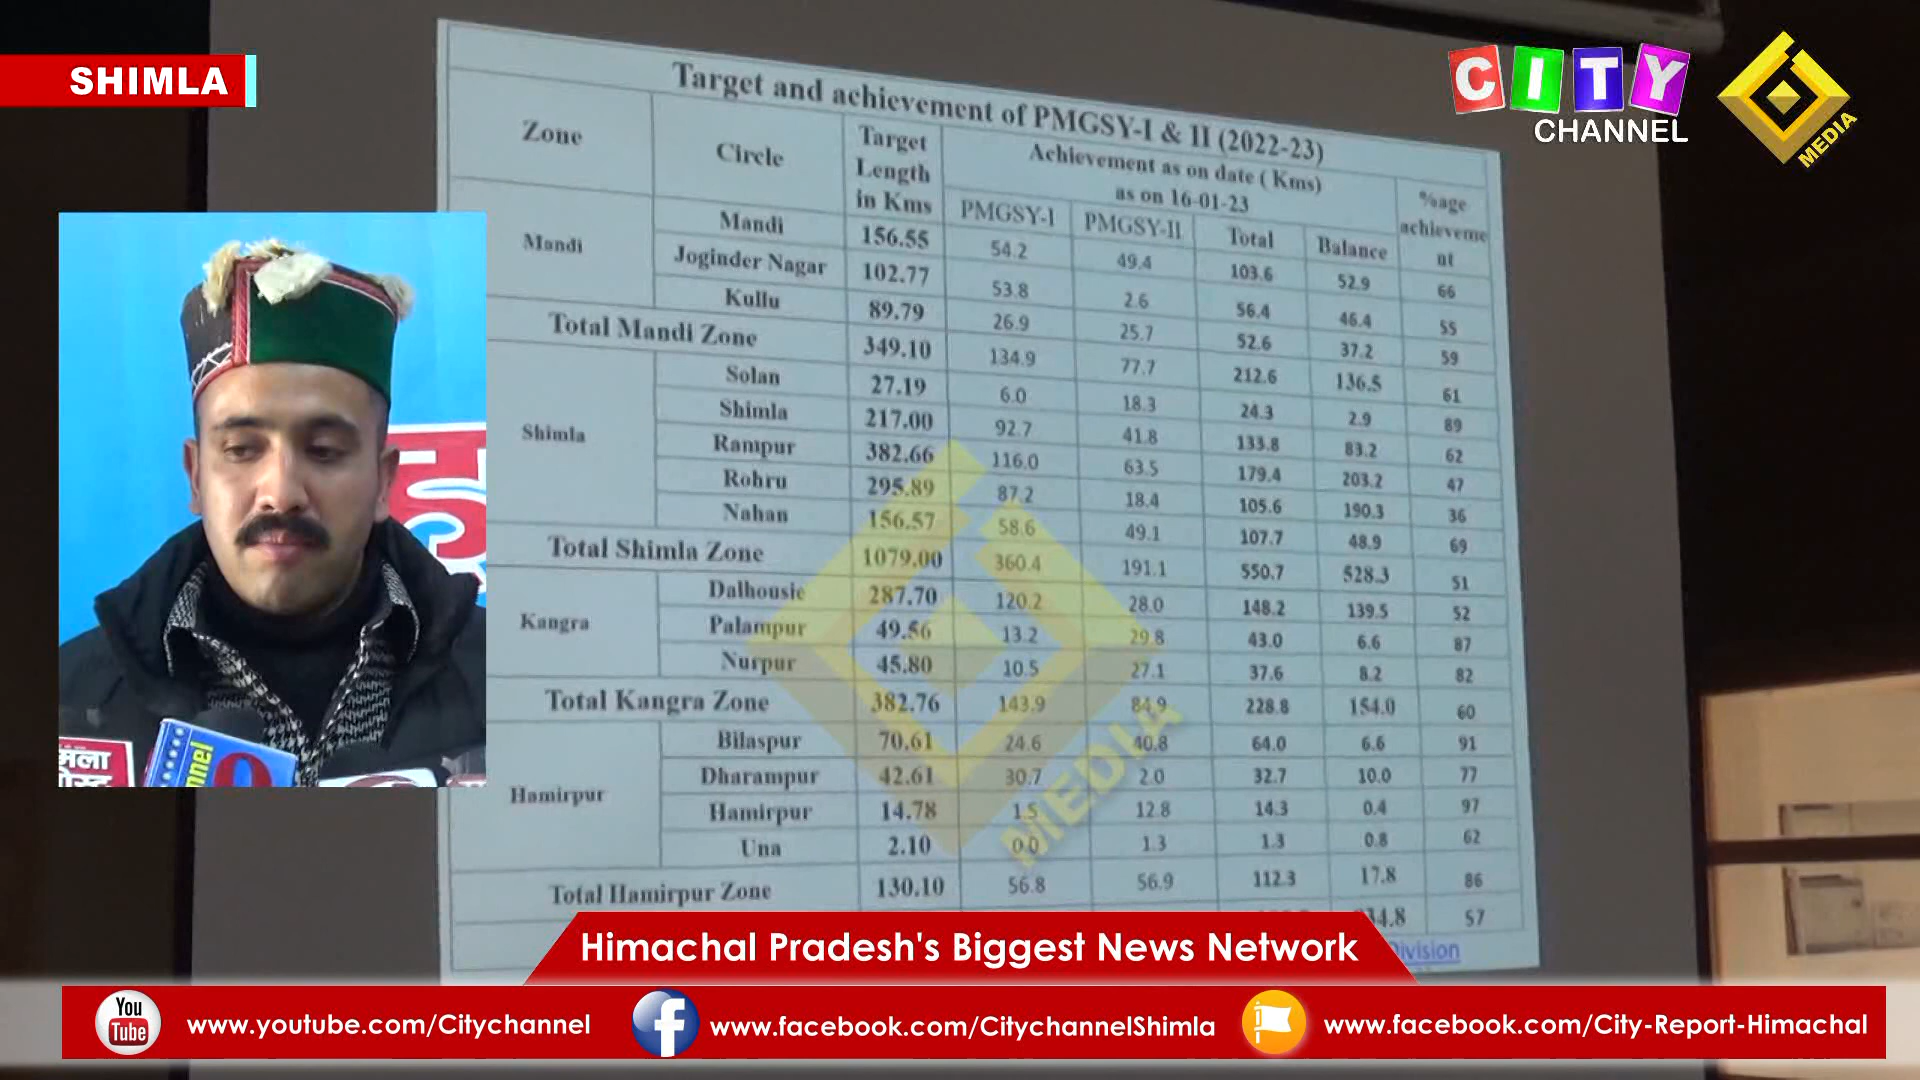 SHIMLA
CITY
CHANNEL
MEDIA
Target and achievement of PMGSY-I & II (2022-23)
Zone Circle Target Length in Kms Achievement as on date ( Kms) as on 16-01-23 %age achievement
PMGSY-I PMGSY-II Total Balance
Mandi Mandi 156.55 54.2 49.4 103.6 52.9 66
Joginder Nagar 102.77 53.8 2.6 56.4 46.4 55
Kullu 89.79 26.9 25.7 52.6 37.2 59
Total Mandi Zone 349.10 134.9 77.7 212.6 136.5 61
Shimla Solan 27.19 6.0 18.3 24.3 2.9 89
Shimla 217.00 92.7 41.8 133.8 83.2 62
Rampur 382.66 116.0 63.5 179.4 203.2 47
Rohru 295.89 87.2 18.4 105.6 190.3 36
Nahan 156.57 58.6 49.1 107.7 48.9 69
Total Shimla Zone 1079.00 360.4 191.1 550.7 528.3 51
Kangra Dalhousie 287.70 120.2 28.0 148.2 139.5 52
Palampur 49.56 13.2 29.8 43.0 6.6 87
Nurpur 45.80 10.5 27.1 37.6 8.2 82
Total Kangra Zone 382.76 143.9 84.9 228.8 154.0 60
Hamirpur Bilaspur 70.61 24.6 40.8 64.0 6.6 91
Dharampur 42.61 30.7 2.0 32.7 10.0 77
Hamirpur 14.78 1.5 12.8 14.3 0.4 97
Una 2.10 0.0 1.3 1.3 0.8 62
Total Hamirpur Zone 130.10 56.8 56.9 112.3 17.8 86
34.8 57
Division
MEDIA
Himachal Pradesh's Biggest News Network
You Tube www.youtube.com/Citychannel
www.facebook.com/CitychannelShimla
www.facebook.com/City-Report-Himachal